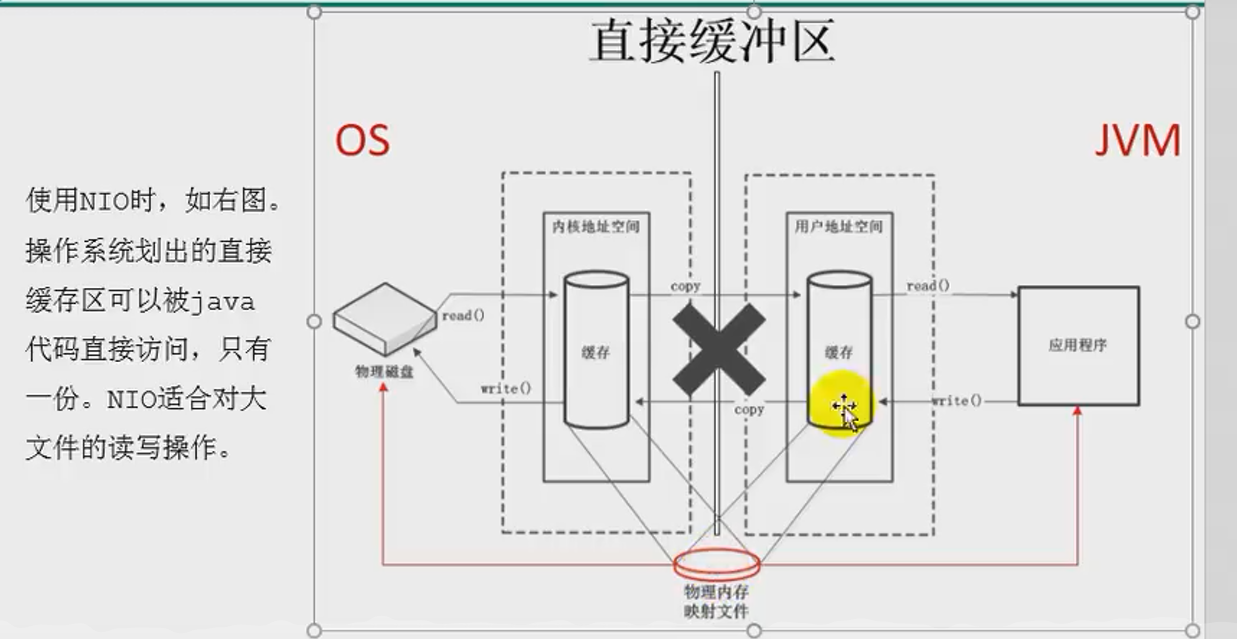 直接缓冲区
OS
JVM
使用NIO时，如右图。
操作系统划出的直接
缓存区可以被java
代码直接访问，只有
一份。NIO适合对大
文件的读写操作。
内核地址空间
用户地址空间
copy
read()
read()
缓存
缓存
应用程序
物理磁盘
write()
copy
write()
物理内存
映射文件